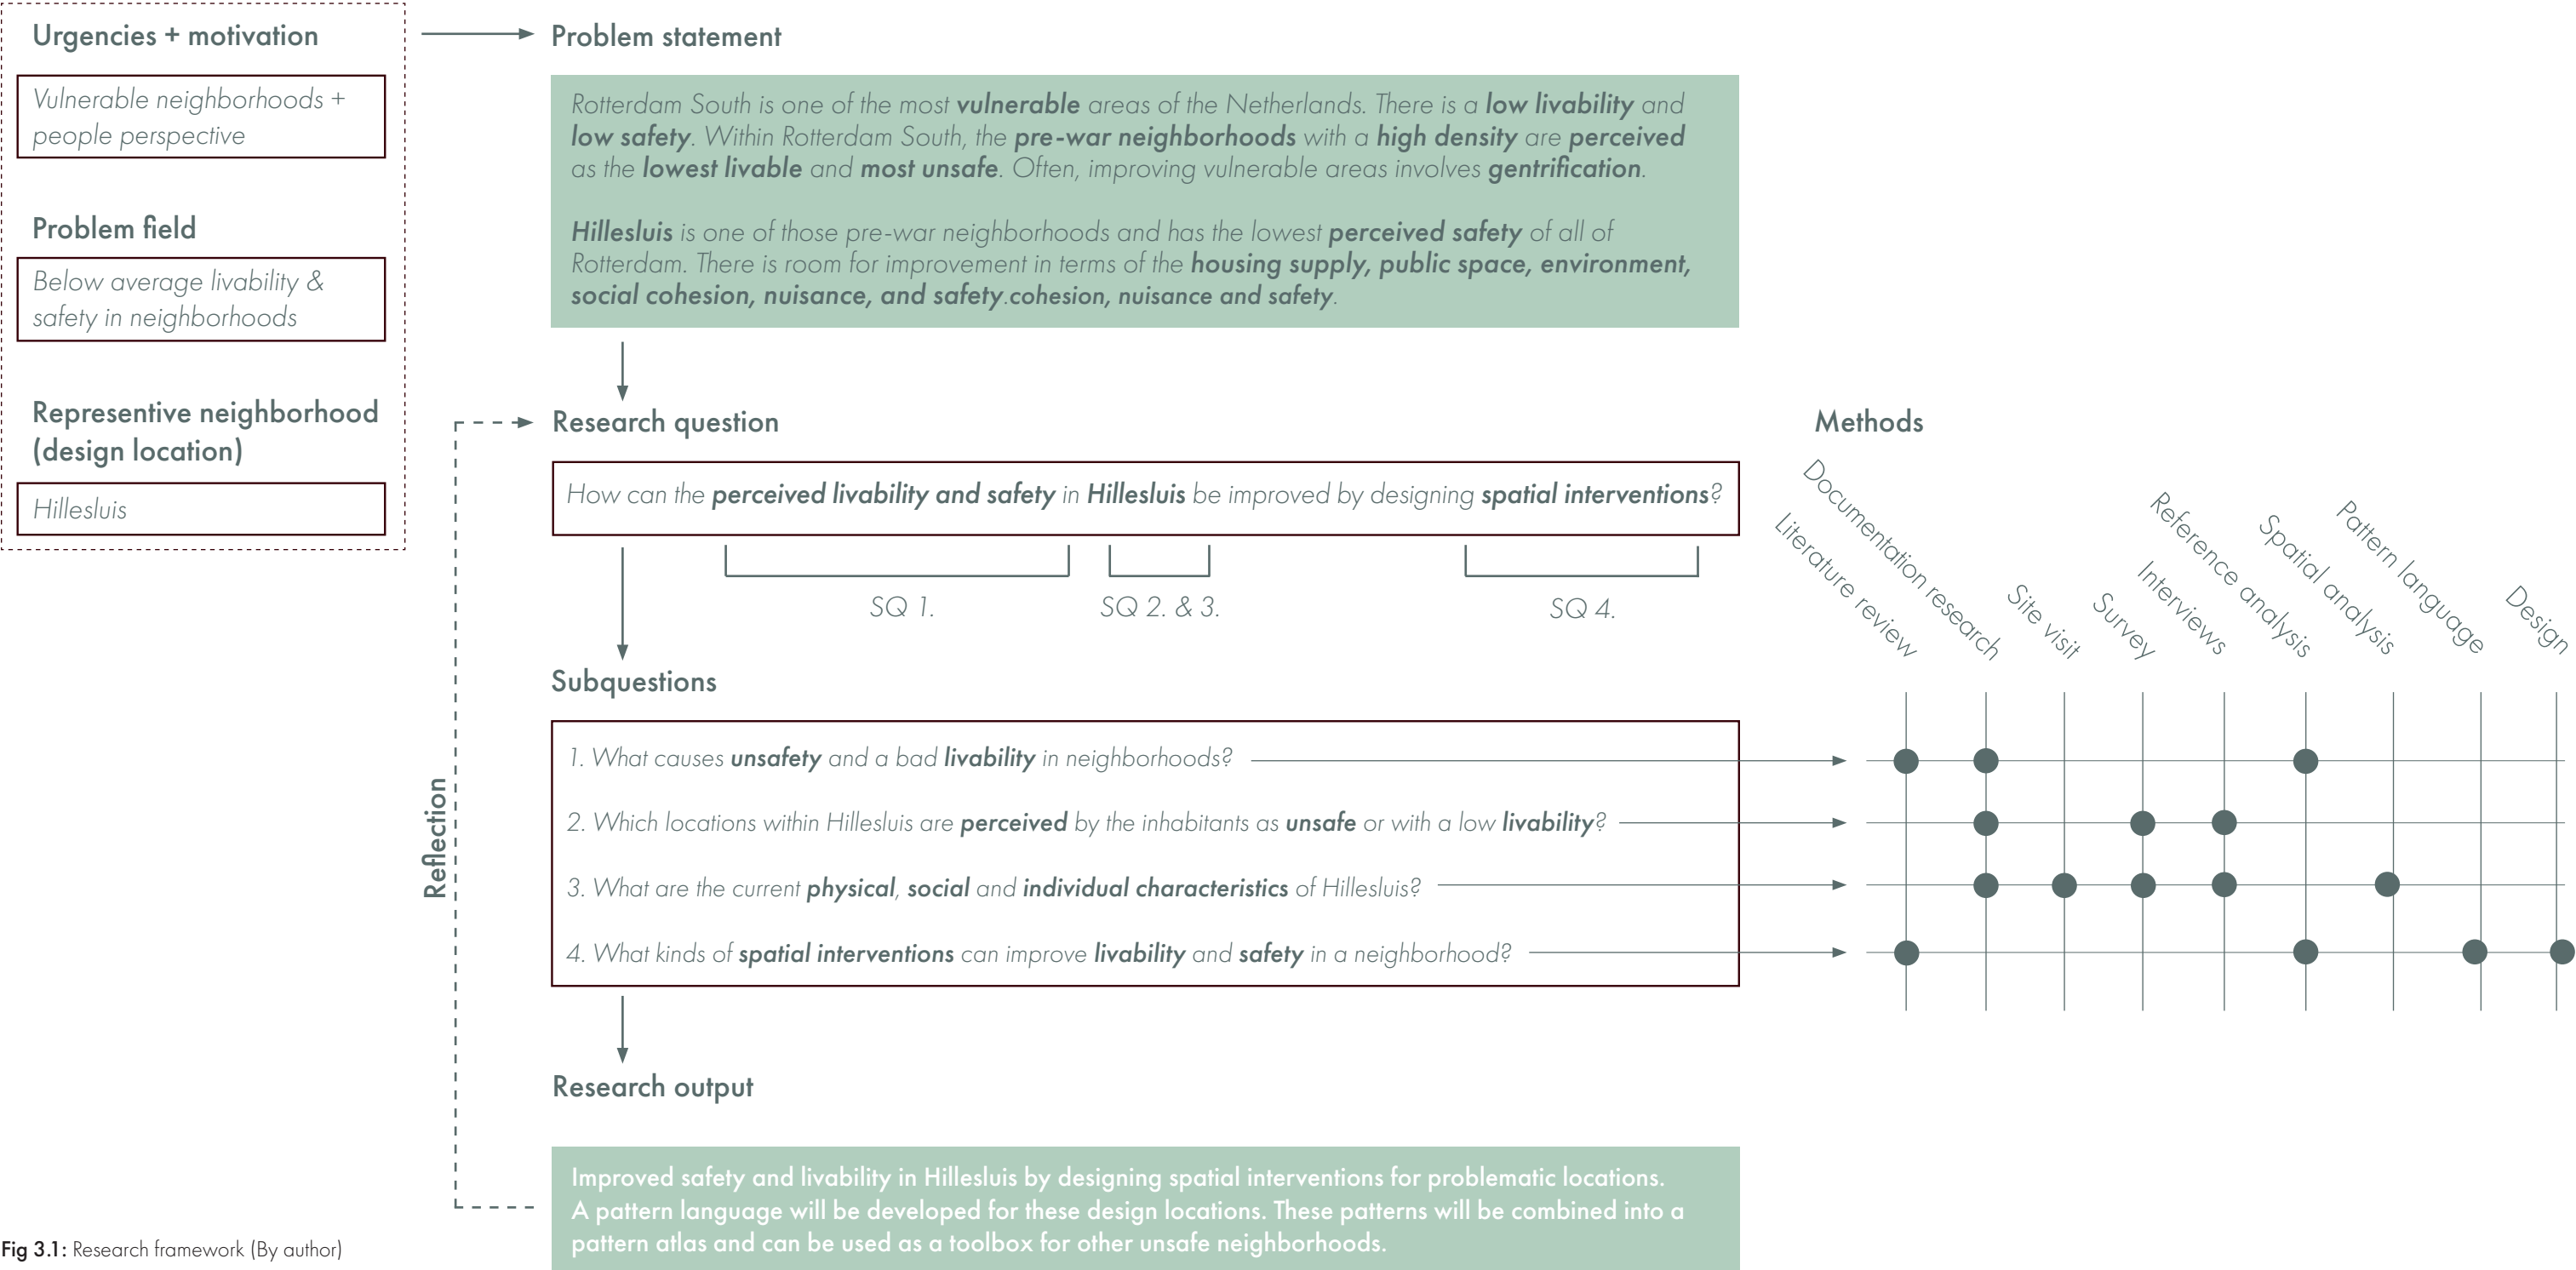 Urgencies + motivation
Vulnerable neighborhoods +
people perspective
Problem field
Below average livability &
safety in neighborhoods
Representive neighborhood
(design location)
Hillesluis
Problem statement
Rotterdam South is one of the most vulnerable areas of the Netherlands. There is a low livability and
low safety. Within Rotterdam South, the pre-war neighborhoods with a high density are perceived
as the lowest livable and most unsafe. Often, improving vulnerable areas involves gentrification.
Hillesluis is one of those pre-war neighborhoods and has the lowest perceived safety of all of
Rotterdam. There is room for improvement in terms of the housing supply, public space, environment,
social cohesion, nuisance, and safety.cohesion, nuisance and safety.
Research question
How can the perceived livability and safety in Hillesluis be improved by designing spatial interventions?
SQ 1.
SQ 2. & 3.
SQ 4.
Subquestions
1. What causes unsafety and a bad livability in neighborhoods?
2. Which locations within Hillesluis are perceived by the inhabitants as unsafe or with a low livability?
3. What are the current physical, social and individual characteristics of Hillesluis?
4. What kinds of spatial interventions can improve livability and safety in a neighborhood?
Methods
Literature review
Documentation research
Site visit
Survey
Interviews
Reference analysis
Spatial analysis
Pattern language
Design
Reflection
Research output
Improved safety and livability in Hillesluis by designing spatial interventions for problematic locations.
A pattern language will be developed for these design locations. These patterns will be combined into a
pattern atlas and can be used as a toolbox for other unsafe neighborhoods.
Fig 3.1: Research framework (By author)